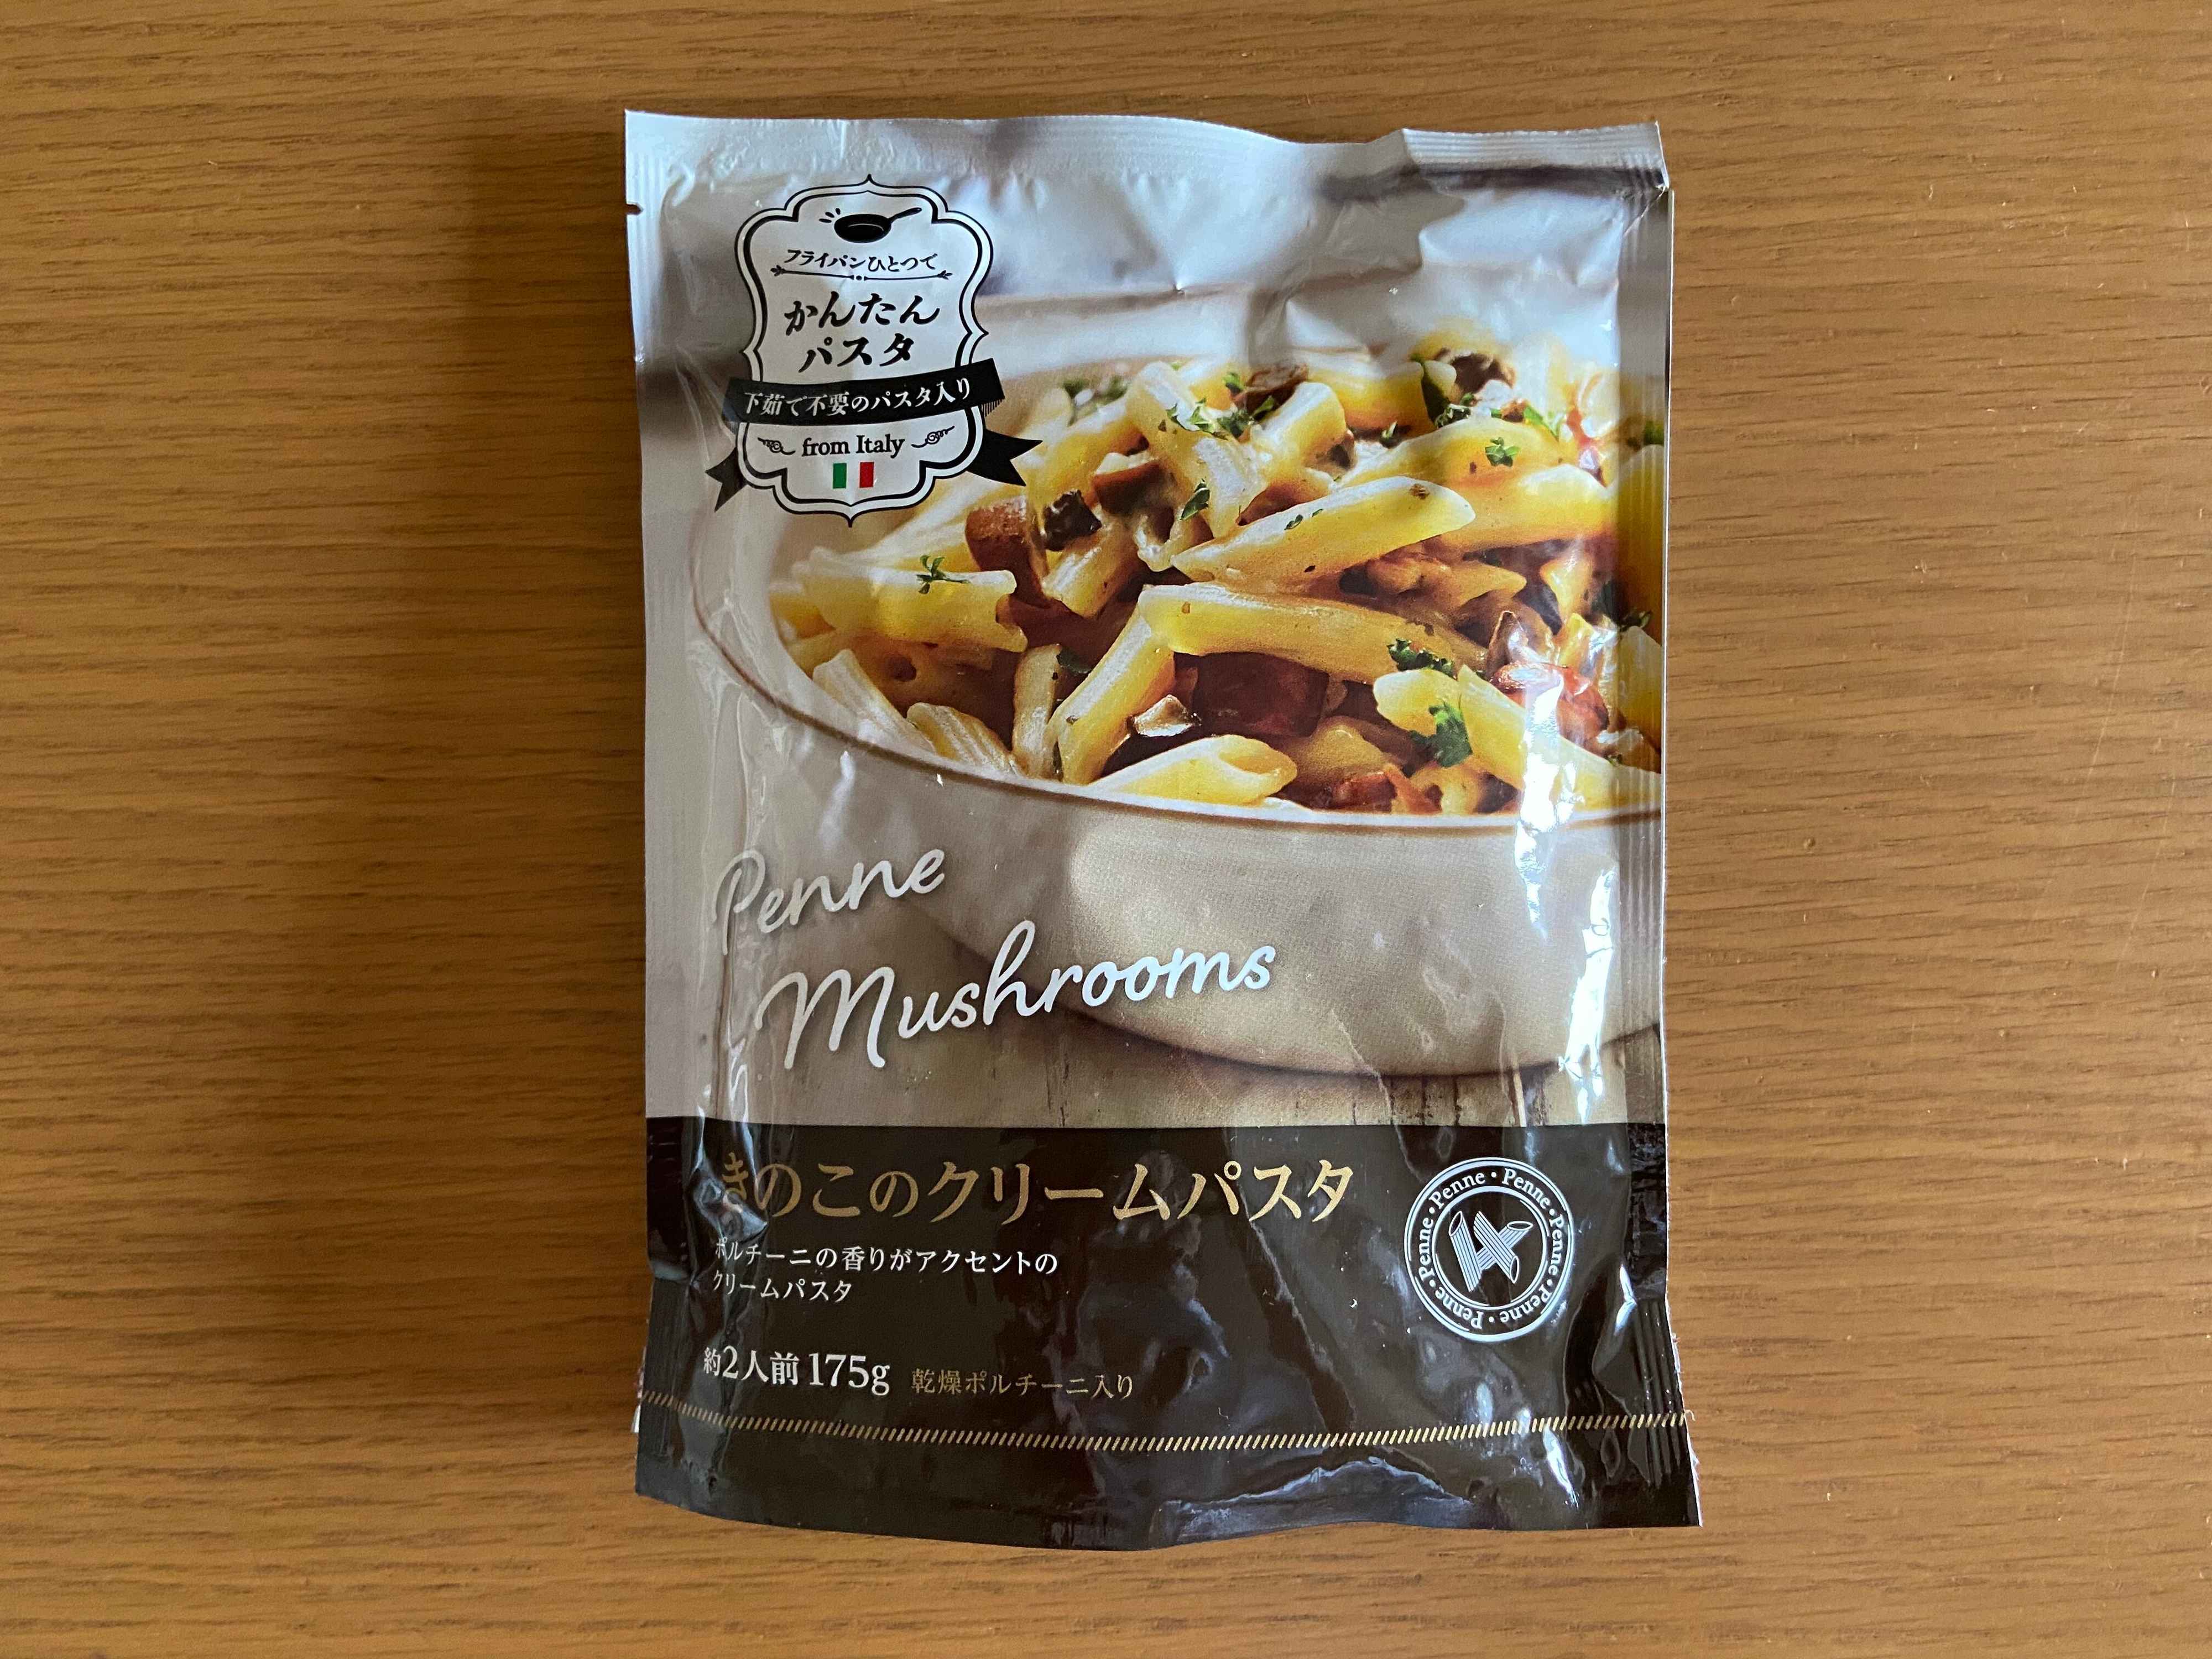 フライパンひとつで
かんたん
パスタ
下茹で不要のパスタ入り
from Italy
Penne
Mushrooms
きのこのクリームパスタ
ポルチーニの香りがアクセントの
クリームパスタ
約2人前 175g 乾燥ポルチーニ入り
Penne・Penne・Penne・Penne・Penne・Penne・